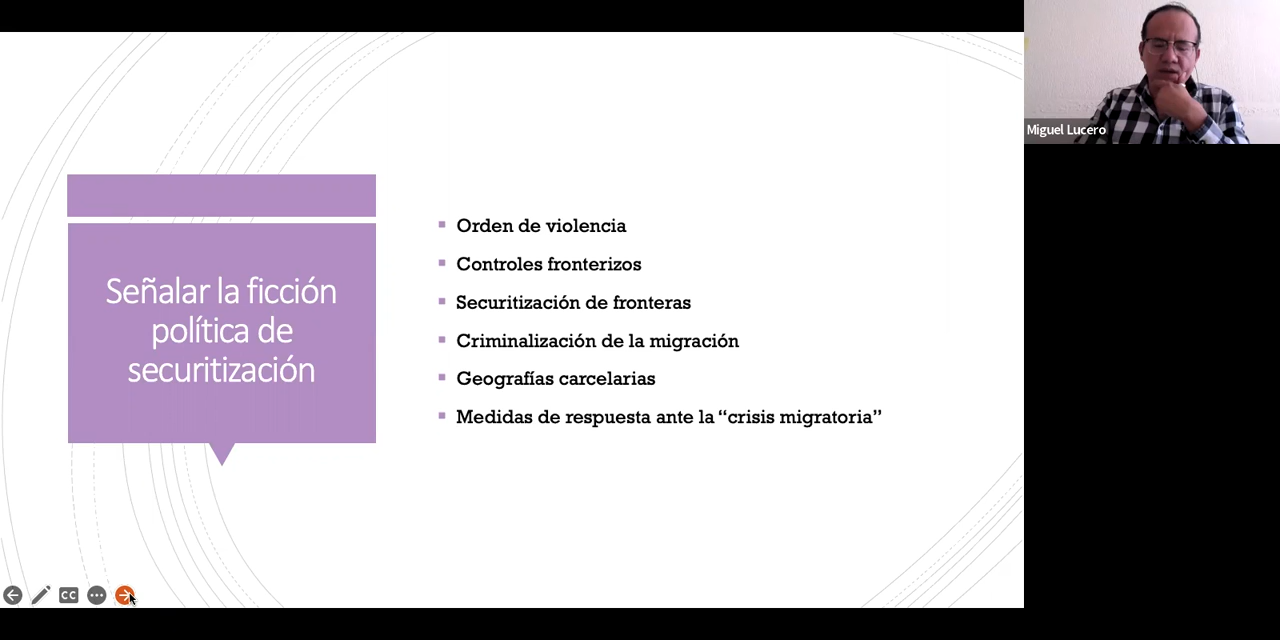 Señalar la ficción
política de
securitización
Orden de violencia
Controles fronterizos
Securitización de fronteras
Criminalización de la migración
Geografías carcelarias
Medidas de respuesta ante la “crisis migratoria”
Miguel Lucero
CC